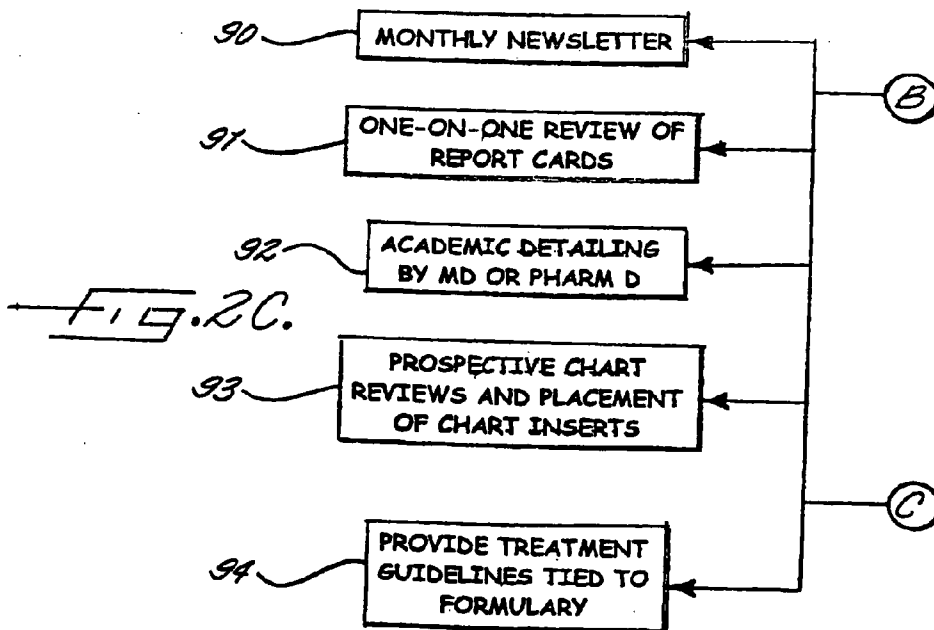 90
MONTHLY NEWSLETTER
B
91
ONE-ON-ONE REVIEW OF
REPORT CARDS
92
ACADEMIC DETAILING
BY MD OR PHARM D
FIG. 2C.
93
PROSPECTIVE CHART
REVIEWS AND PLACEMENT
OF CHART INSERTS
C
94
PROVIDE TREATMENT
GUIDELINES TIED TO
FORMULARY